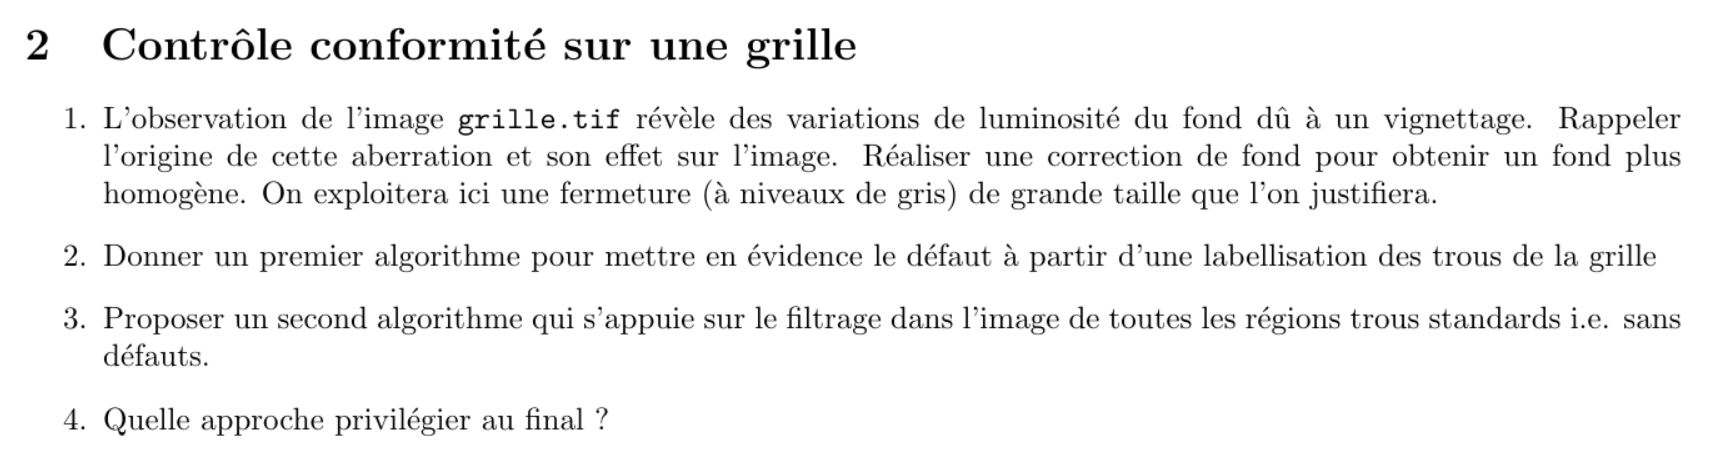 2 Contrôle conformité sur une grille
1. L'observation de l'image grille.tif révèle des variations de luminosité du fond dû à un vignettage. Rappeler
l'origine de cette aberration et son effet sur l'image. Réaliser une correction de fond pour obtenir un fond plus
homogène. On exploitera ici une fermeture (à niveaux de gris) de grande taille que l'on justifiera.
2. Donner un premier algorithme pour mettre en évidence le défaut à partir d'une labellisation des trous de la grille
3. Proposer un second algorithme qui s'appuie sur le filtrage dans l'image de toutes les régions trous standards i.e. sans
défauts.
4. Quelle approche privilégier au final ?